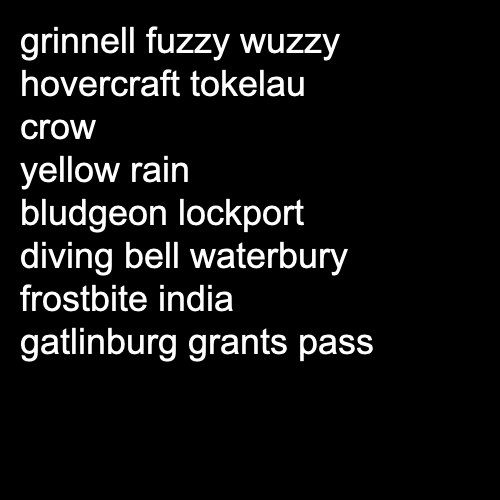 grinnell fuzzy wuzzy
hovercraft tokelau
crow
yellow rain
bludgeon lockport
diving bell waterbury
frostbite india
gatlinburg grants pass